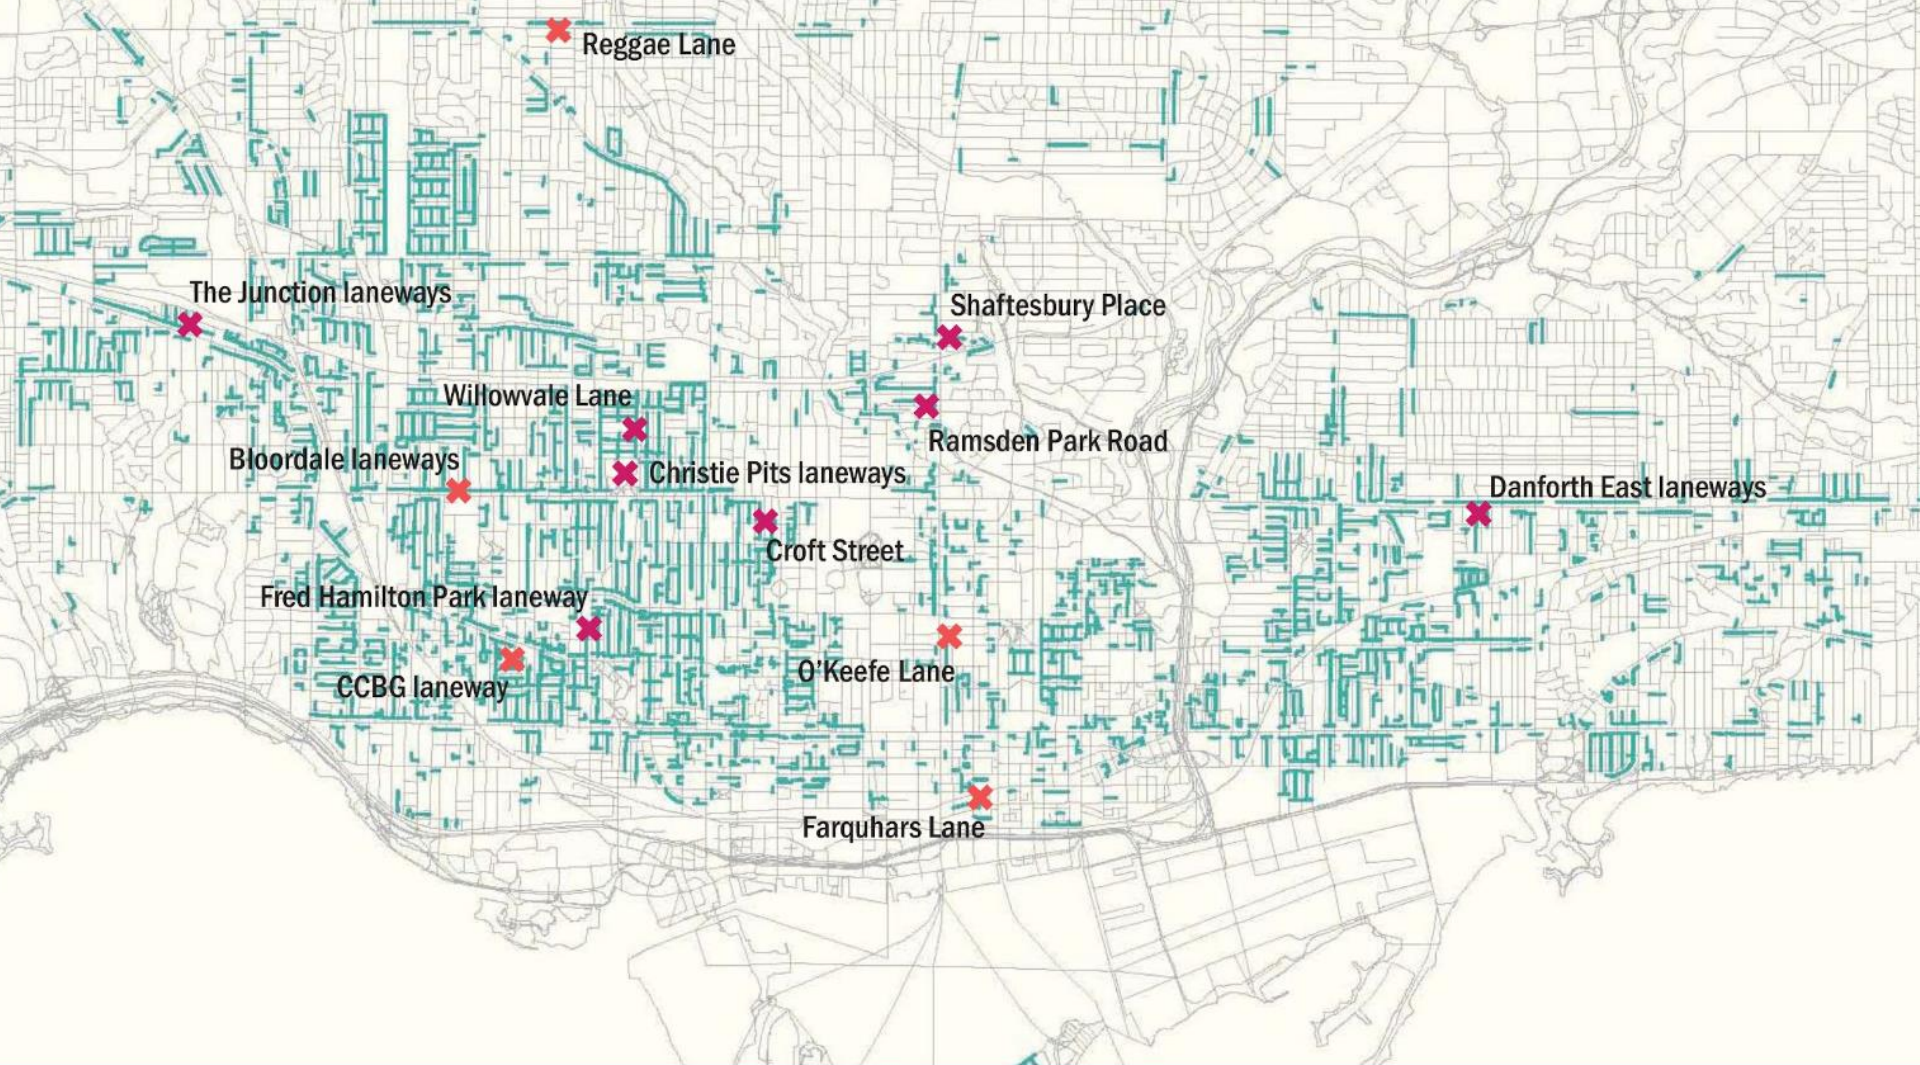 Reggae Lane
The Junction laneways
Shaftesbury Place
Willowvale Lane
Ramsden Park Road
Bloordale laneways
Christie Pits laneways
Danforth East laneways
Croft Street
Fred Hamilton Park laneway
O'Keefe Lane
CCBG laneway
Farquhars Lane